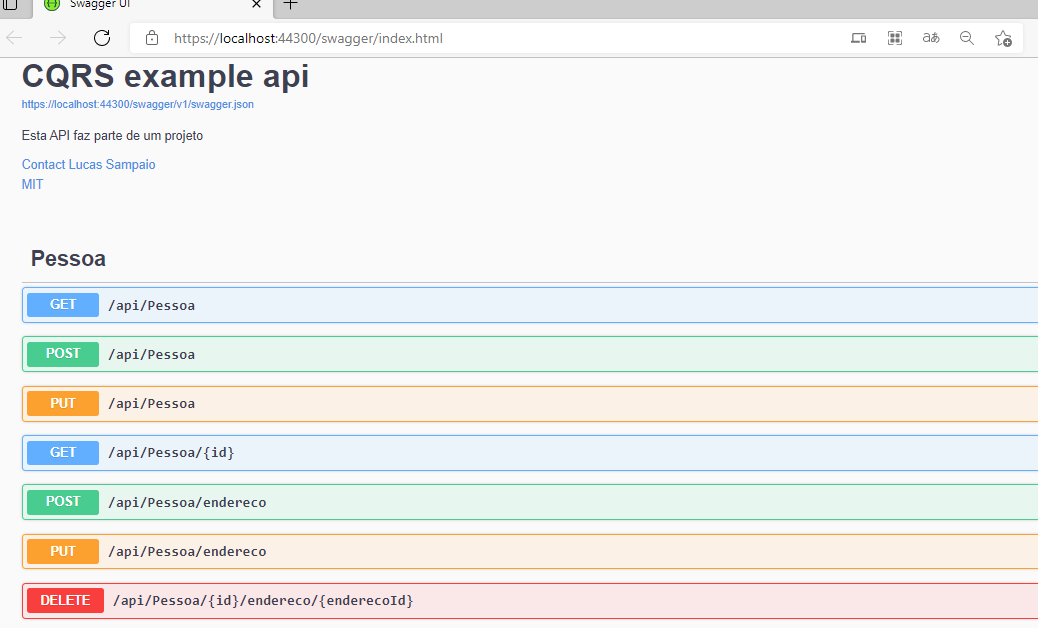 Swagger UI
https://localhost:44300/swagger/index.html
CQRS example api
https://localhost:44300/swagger/v1/swagger.json
Esta API faz parte de um projeto
Contact Lucas Sampaio
MIT
Pessoa
GET /api/Pessoa
POST /api/Pessoa
PUT /api/Pessoa
GET /api/Pessoa/{id}
POST /api/Pessoa/endereco
PUT /api/Pessoa/endereco
DELETE /api/Pessoa/{id}/endereco/{enderecoId}